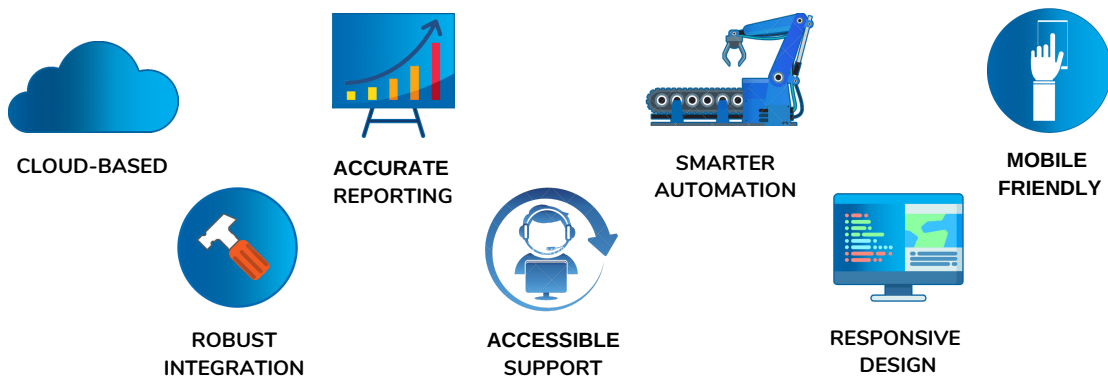 CLOUD-BASED
ACCURATE
REPORTING
SMARTER
AUTOMATION
MOBILE
FRIENDLY
ROBUST
INTEGRATION
ACCESSIBLE
SUPPORT
RESPONSIVE
DESIGN